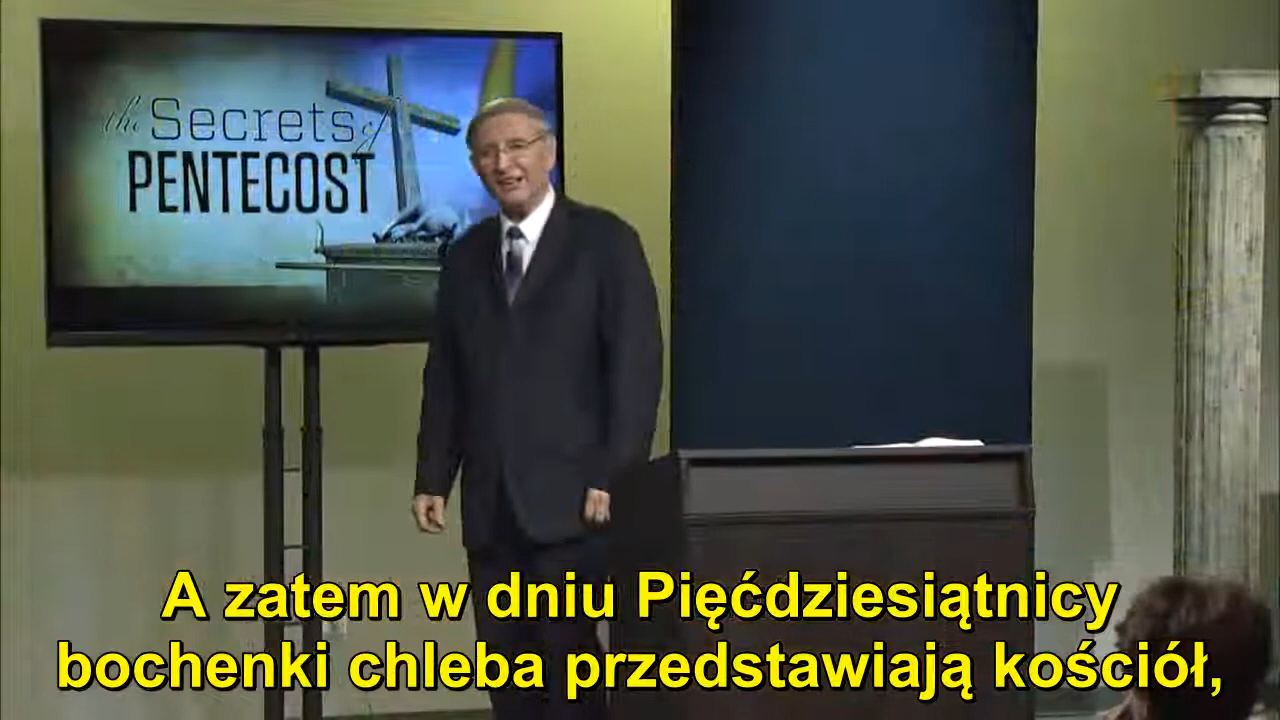 the Secrets of
PENTECOST
A zatem w dniu Pięćdziesiątnicy
bochenki chleba przedstawiają kościół,